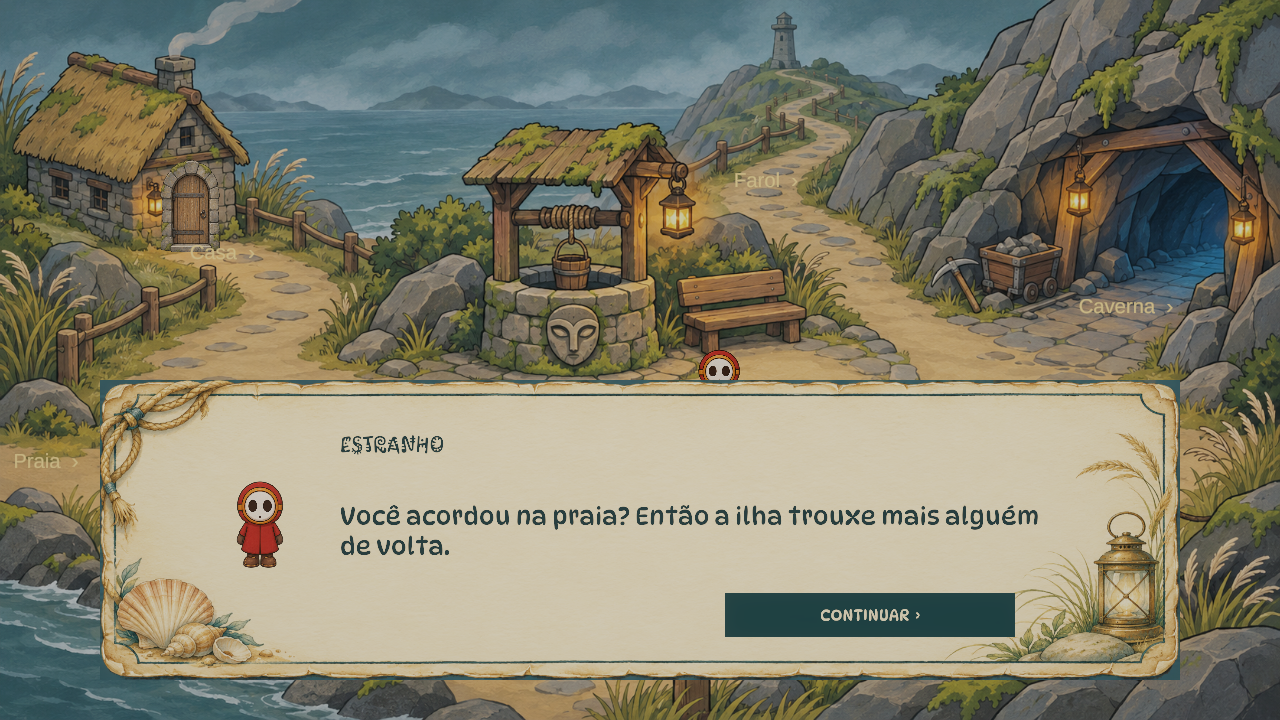 Farol ›
Casa ›
Caverna ›
Praia ›
ESTRANHO
Você acordou na praia? Então a ilha trouxe mais alguém
de volta.
CONTINUAR ›